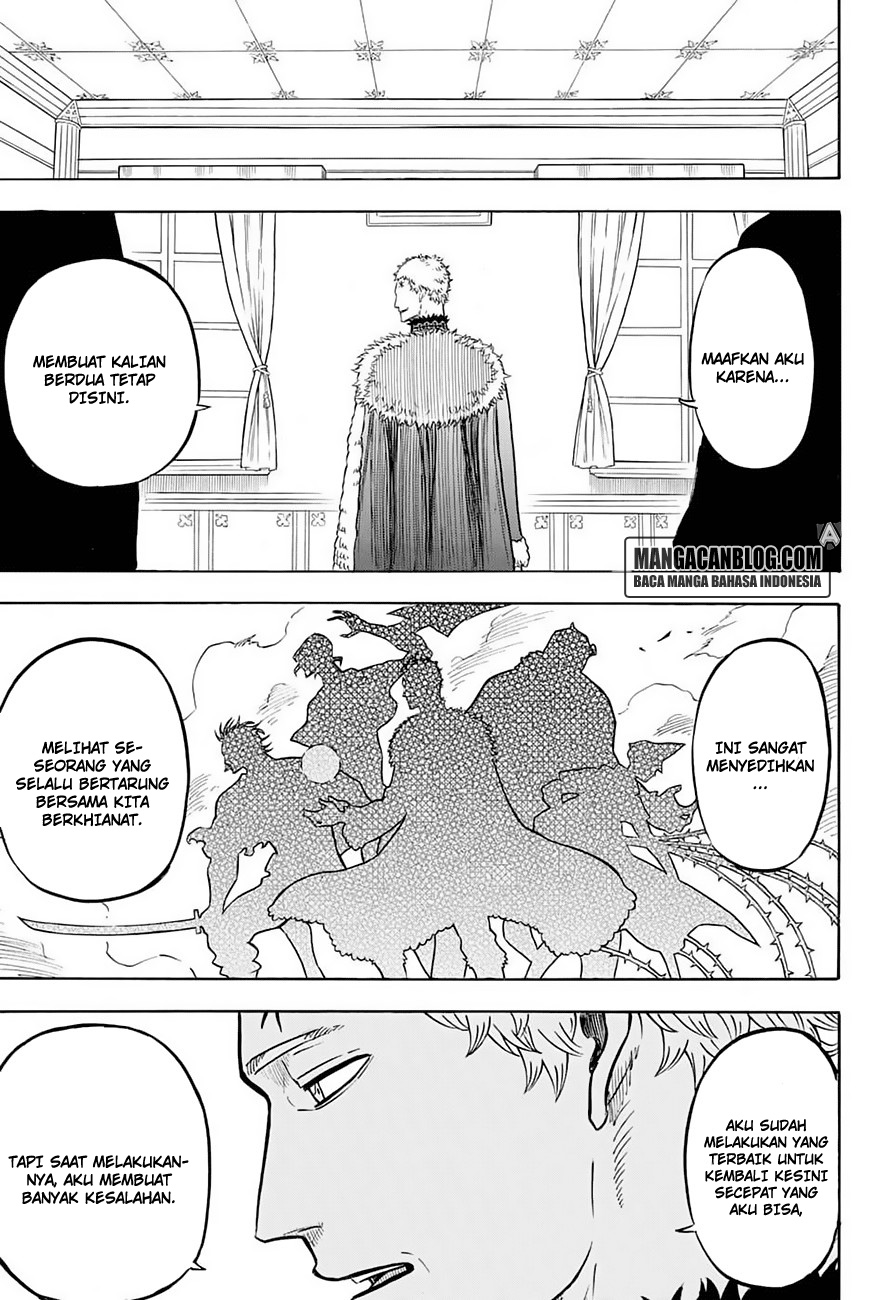 MAAFKAN AKU
KARENA...
MEMBUAT KALIAN
BERDUA TETAP
DISINI.
MANGACANBLOG.COM
BACA MANGA BAHASA INDONESIA
INI SANGAT
MENYEDIHKAN
...
MELIHAT SE-
SEORANG YANG
SELALU BERTARUNG
BERSAMA KITA
BERKHIANAT.
AKU SUDAH
MELAKUKAN YANG
TERBAIK UNTUK
KEMBALI KESINI
SECEPAT YANG
AKU BISA,
TAPI SAAT MELAKUKAN-
NYA, AKU MEMBUAT
BANYAK KESALAHAN.